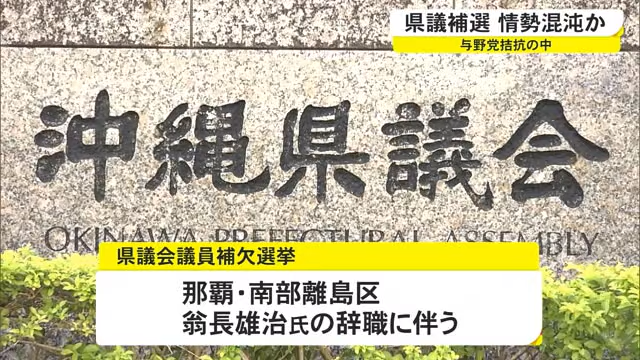 県議補選 情勢混沌か
与野党拮抗の中
沖縄県議会
OKINAWA PREFECTURAL ASSEMBLY
県議会議員補欠選挙
那覇・南部離島区
翁長雄治氏の辞職に伴う